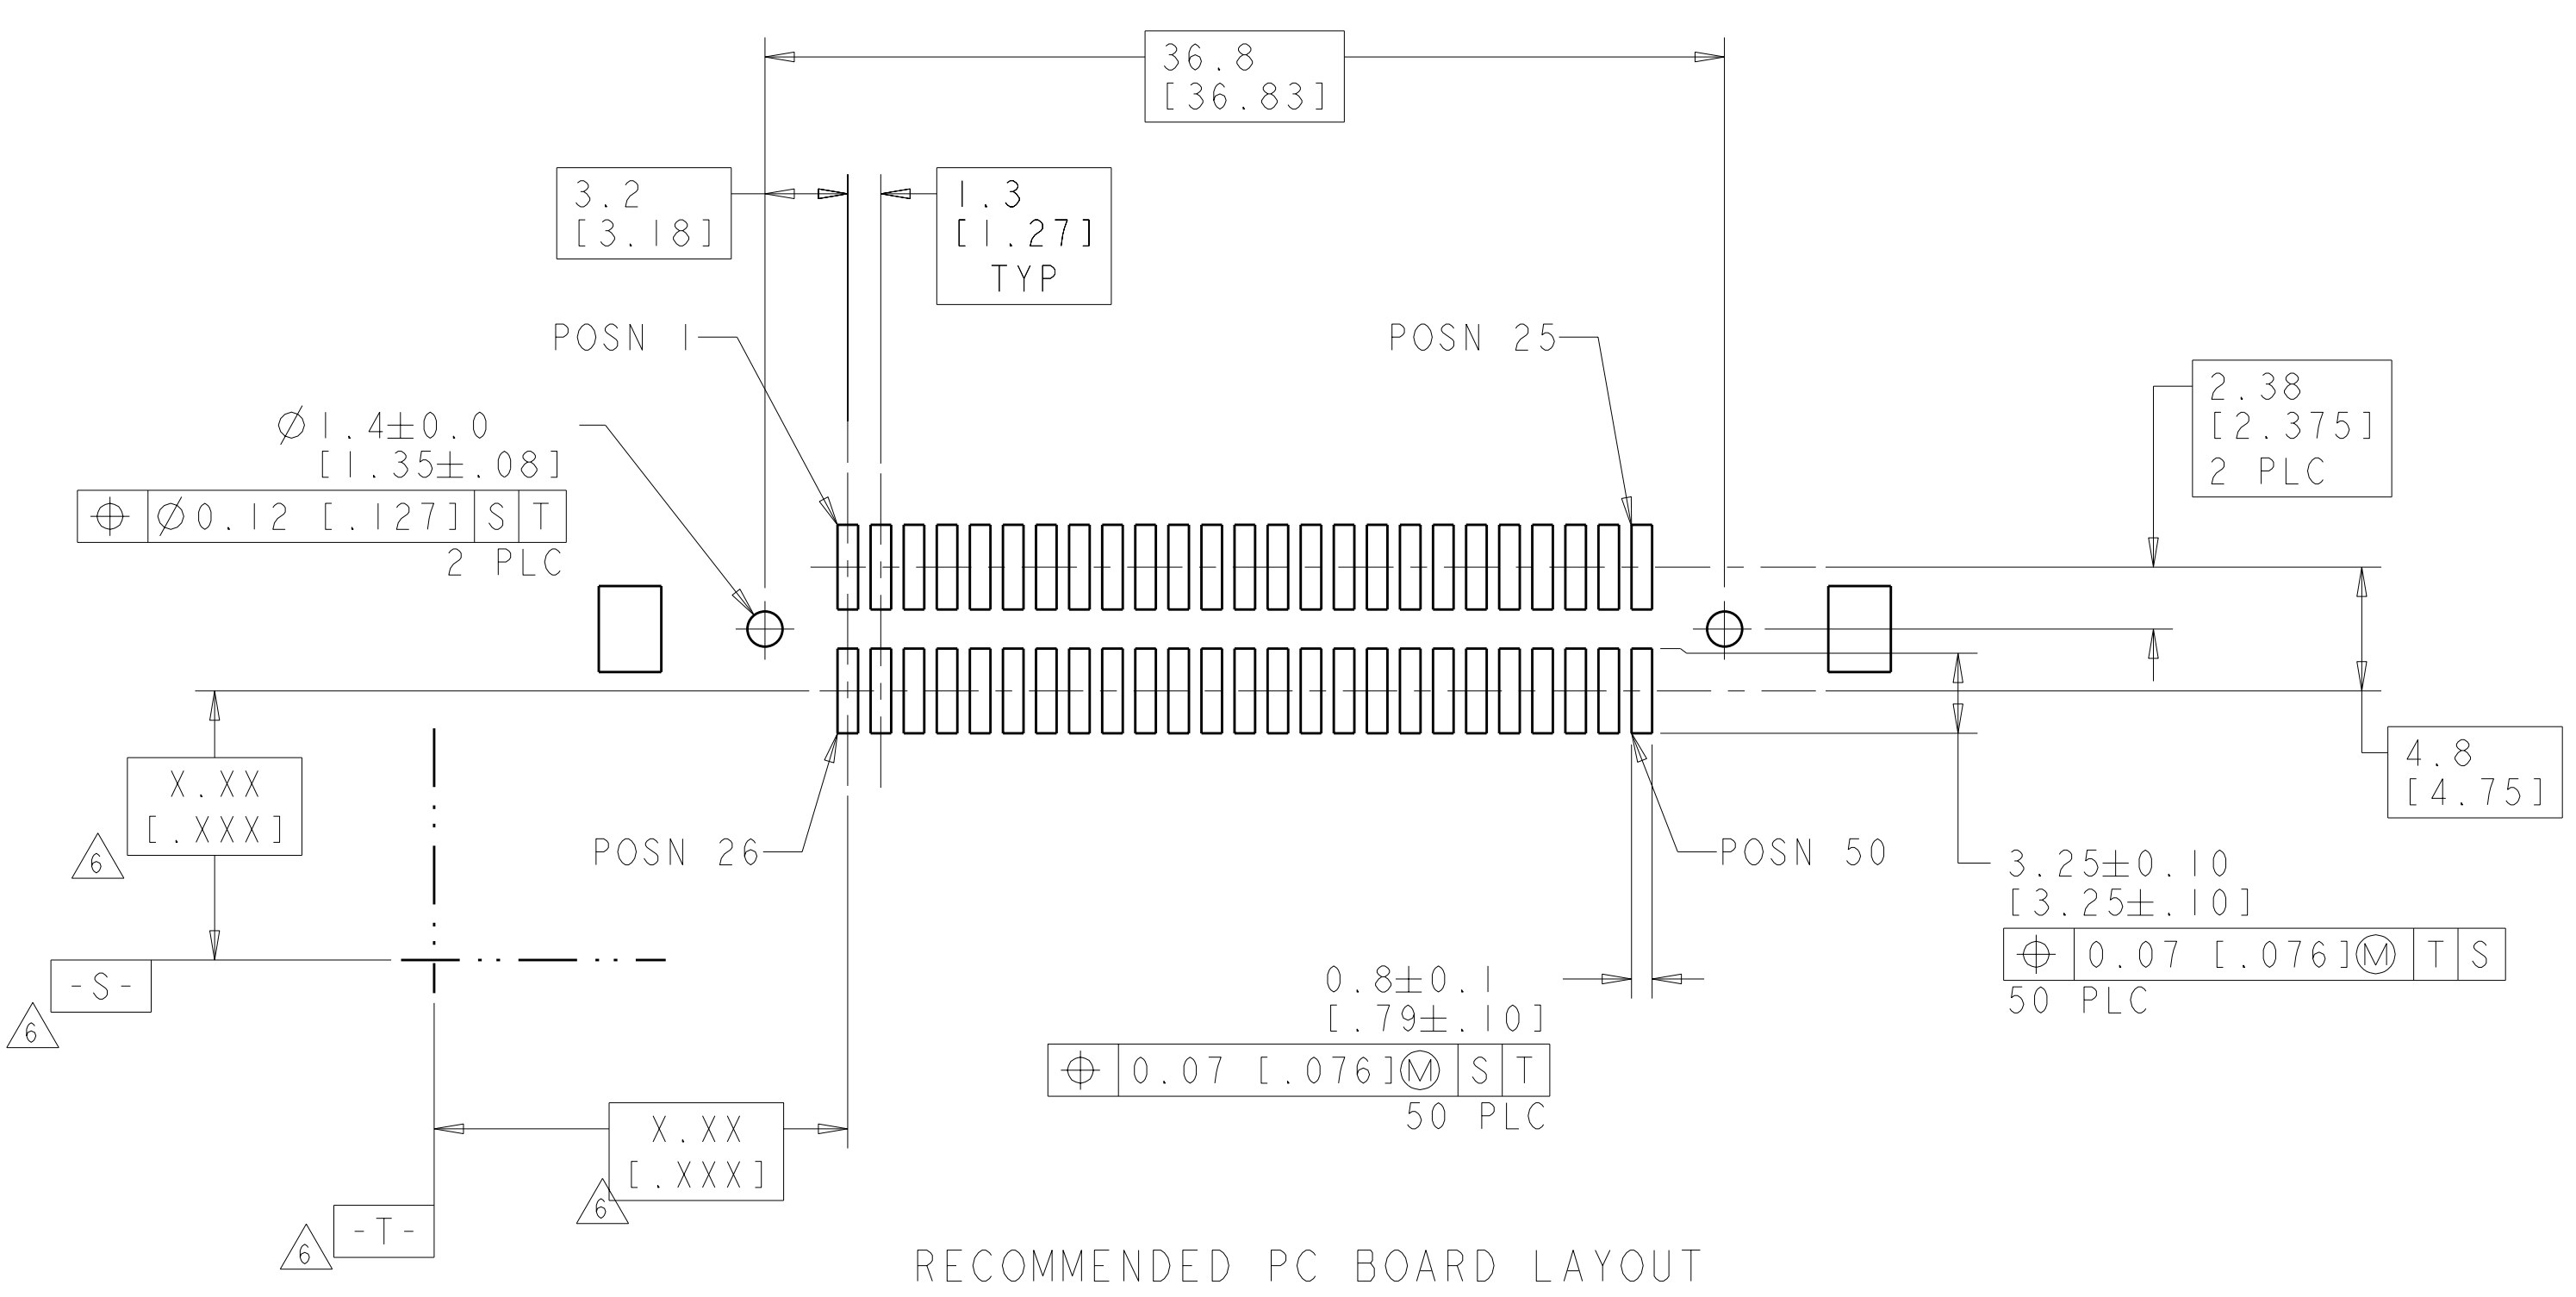 36.8
[36.83]
3.2
[3.18]
1.3
[1.27]
TYP
POSN 1
POSN 25
2.38
[2.375]
2 PLC
∅1.4±0.0
[1.35±.08]
⌖ ∅0.12 [.127] S T
2 PLC
4.8
[4.75]
X.XX
[.XXX]
6
POSN 26
POSN 50
3.25±0.10
[3.25±.10]
⌖ 0.07 [.076]Ⓜ T S
50 PLC
-S-
6
0.8±0.1
[.79±.10]
⌖ 0.07 [.076]Ⓜ S T
50 PLC
X.XX
[.XXX]
6
-T-
6
RECOMMENDED PC BOARD LAYOUT